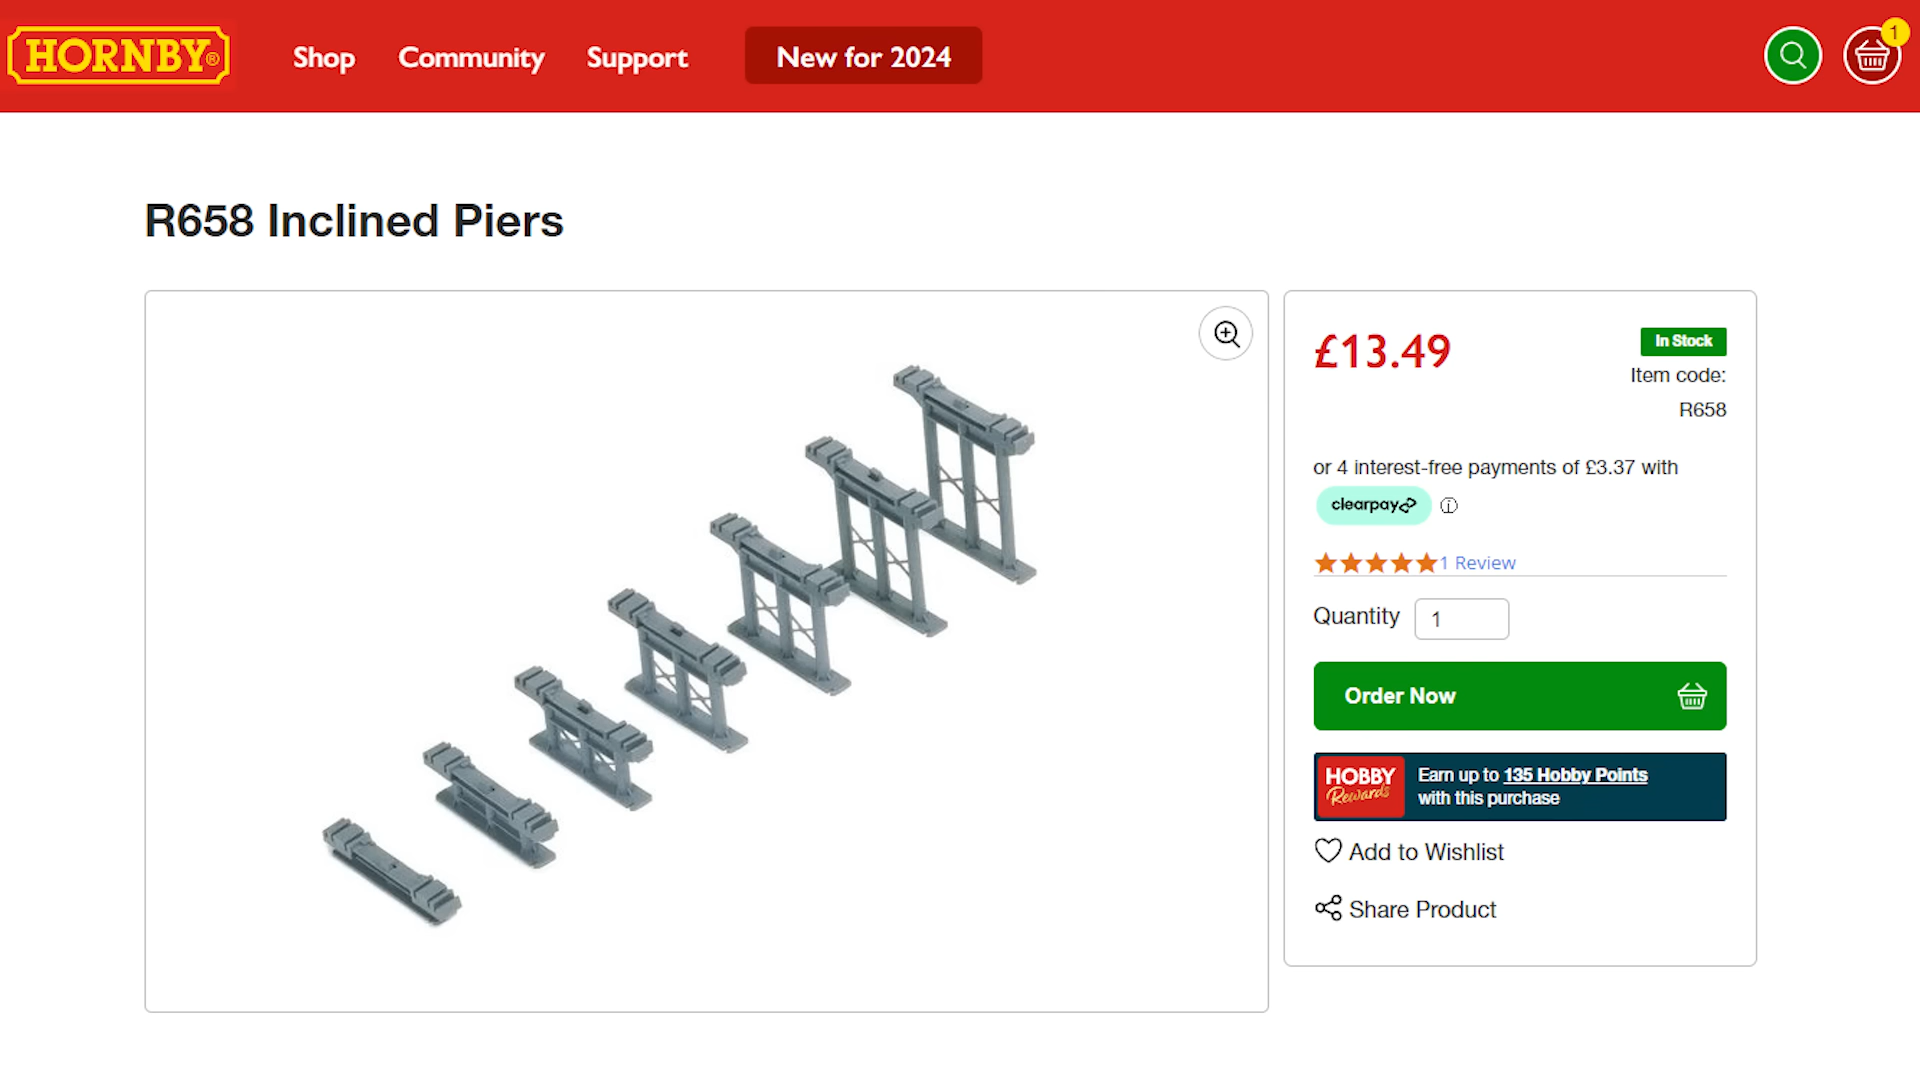 HORNBY®
Shop
Community
Support
New for 2024
1
R658 Inclined Piers
£13.49
In Stock
Item code:
R658
or 4 interest-free payments of £3.37 with
clearpay
1 Review
Quantity
1
Order Now
HOBBY
Rewards
Earn up to 135 Hobby Points
with this purchase
Add to Wishlist
Share Product